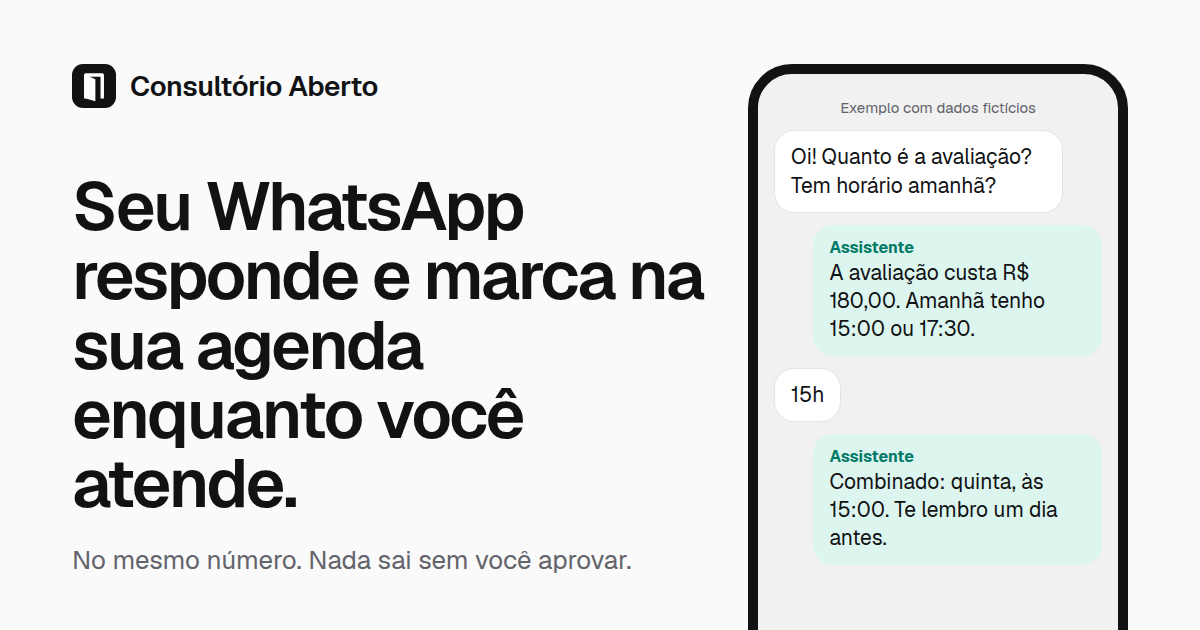 Consultório Aberto
Seu WhatsApp
responde e marca na
sua agenda
enquanto você
atende.
No mesmo número. Nada sai sem você aprovar.
Exemplo com dados fictícios
Oi! Quanto é a avaliação?
Tem horário amanhã?
Assistente
A avaliação custa R$
180,00. Amanhã tenho
15:00 ou 17:30.
15h
Assistente
Combinado: quinta, às
15:00. Te lembro um dia
antes.